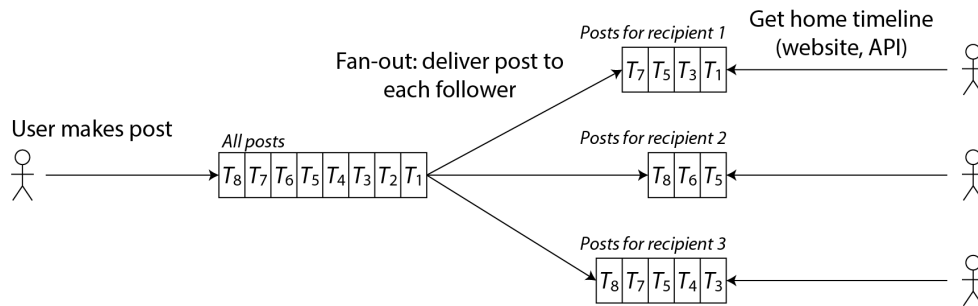 User makes post
All posts
T₈ T₇ T₆ T₅ T₄ T₃ T₂ T₁
Fan-out: deliver post to
each follower
Posts for recipient 1
T₇ T₅ T₃ T₁
Posts for recipient 2
T₈ T₆ T₅
Posts for recipient 3
T₈ T₇ T₅ T₄ T₃
Get home timeline
(website, API)